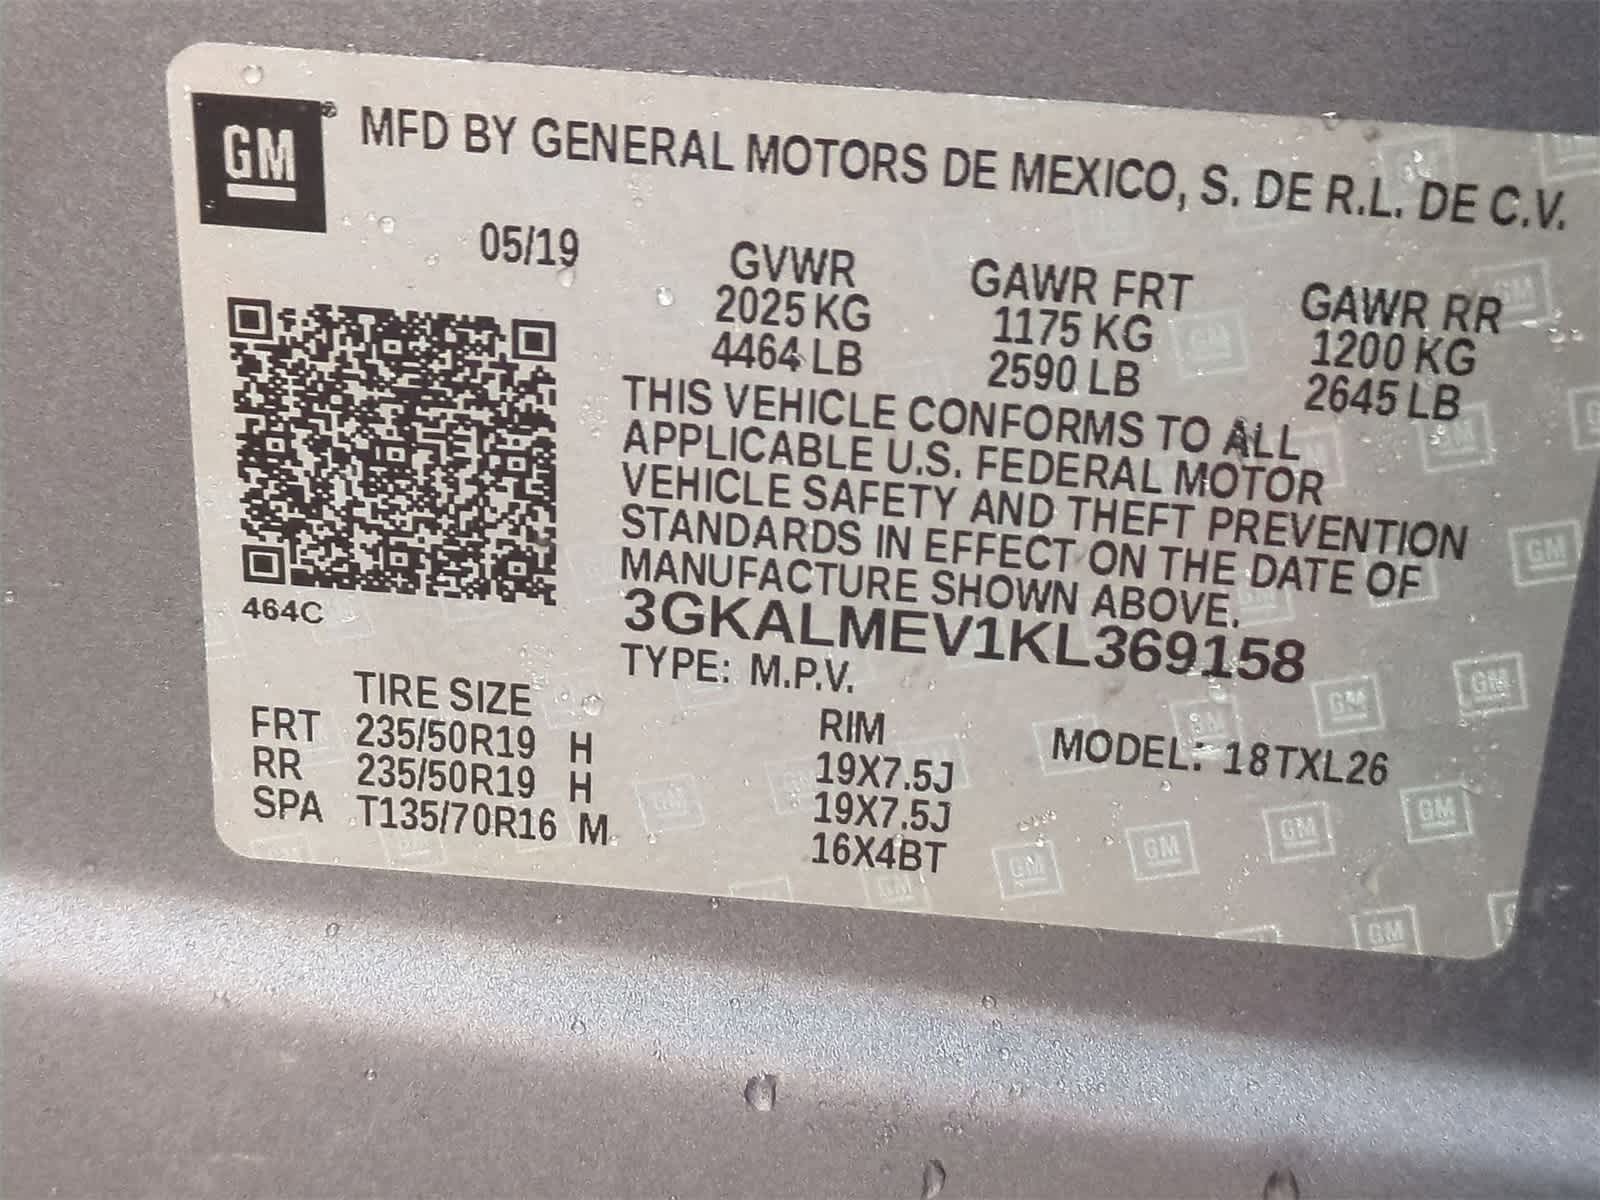 GM® MFD BY GENERAL MOTORS DE MEXICO, S. DE R.L. DE C.V.
05/19 GVWR GAWR FRT GAWR RR
2025 KG 1175 KG 1200 KG
4464 LB 2590 LB 2645 LB
THIS VEHICLE CONFORMS TO ALL
APPLICABLE U.S. FEDERAL MOTOR
VEHICLE SAFETY AND THEFT PREVENTION
STANDARDS IN EFFECT ON THE DATE OF
MANUFACTURE SHOWN ABOVE.
464C
3GKALMEV1KL369158
TYPE: M.P.V.
TIRE SIZE RIM MODEL: 18TXL26
FRT 235/50R19 H 19X7.5J
RR 235/50R19 H 19X7.5J
SPA T135/70R16 M 16X4BT